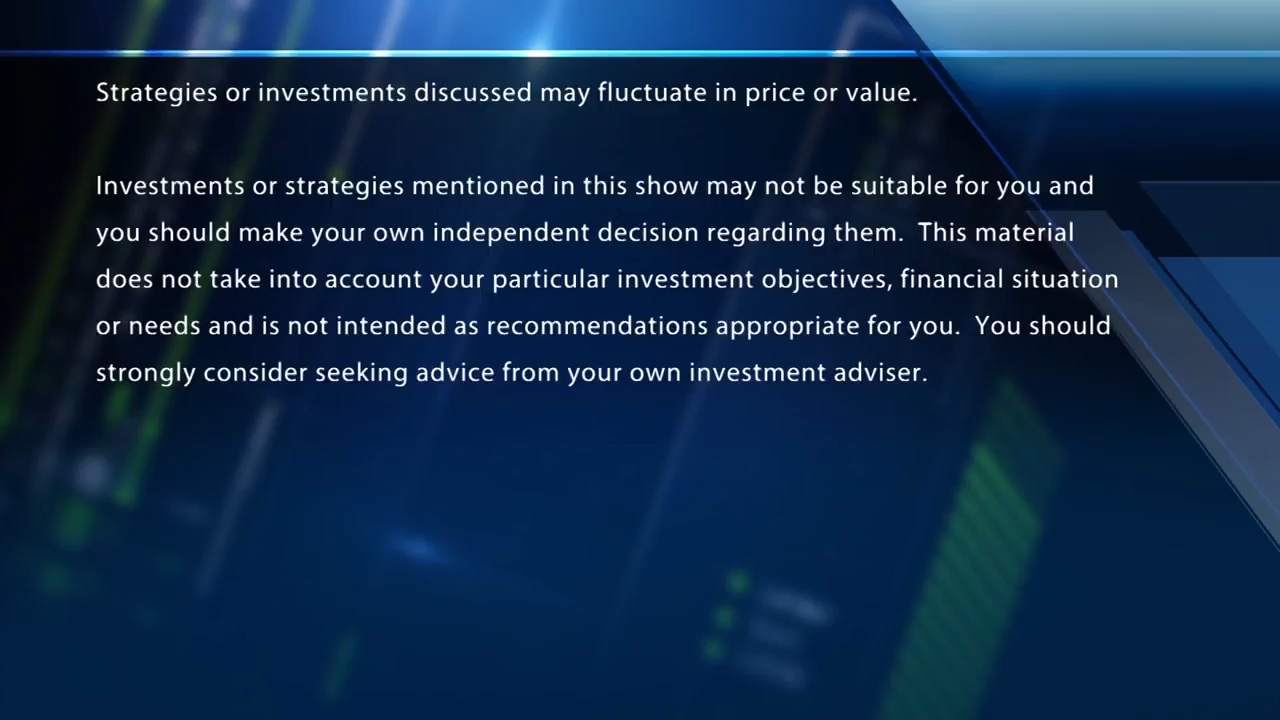 Strategies or investments discussed may fluctuate in price or value.
Investments or strategies mentioned in this show may not be suitable for you and
you should make your own independent decision regarding them.  This material
does not take into account your particular investment objectives, financial situation
or needs and is not intended as recommendations appropriate for you.  You should
strongly consider seeking advice from your own investment adviser.